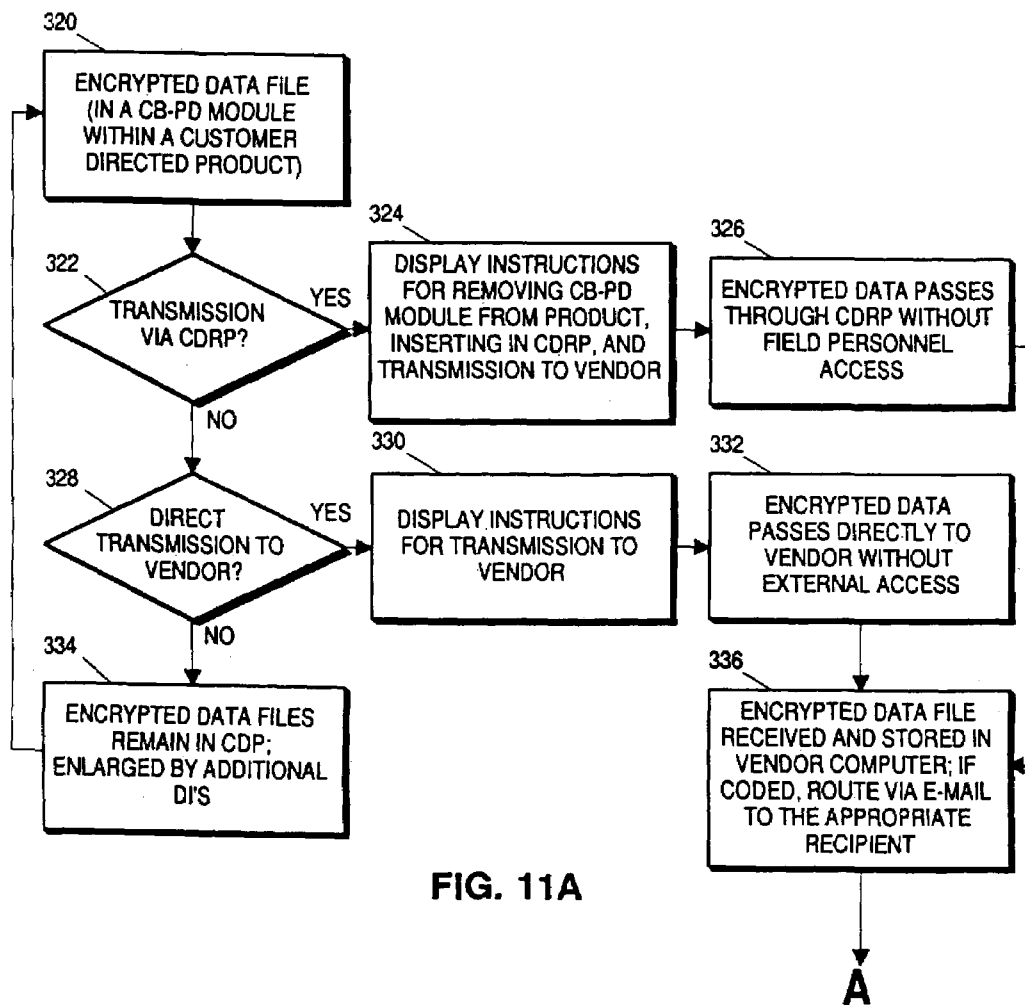 320
ENCRYPTED DATA FILE
(IN A CB-PD MODULE
WITHIN A CUSTOMER
DIRECTED PRODUCT)
322
TRANSMISSION
VIA CDRP?
YES
NO
324
DISPLAY INSTRUCTIONS
FOR REMOVING CB-PD
MODULE FROM PRODUCT,
INSERTING IN CDRP, AND
TRANSMISSION TO VENDOR
326
ENCRYPTED DATA PASSES
THROUGH CDRP WITHOUT
FIELD PERSONNEL
ACCESS
328
DIRECT
TRANSMISSION TO
VENDOR?
YES
NO
330
DISPLAY INSTRUCTIONS
FOR TRANSMISSION TO
VENDOR
332
ENCRYPTED DATA
PASSES DIRECTLY TO
VENDOR WITHOUT
EXTERNAL ACCESS
334
ENCRYPTED DATA FILES
REMAIN IN CDP;
ENLARGED BY ADDITIONAL
DI'S
336
ENCRYPTED DATA FILE
RECEIVED AND STORED IN
VENDOR COMPUTER; IF
CODED, ROUTE VIA E-MAIL
TO THE APPROPRIATE
RECIPIENT
FIG. 11A
A